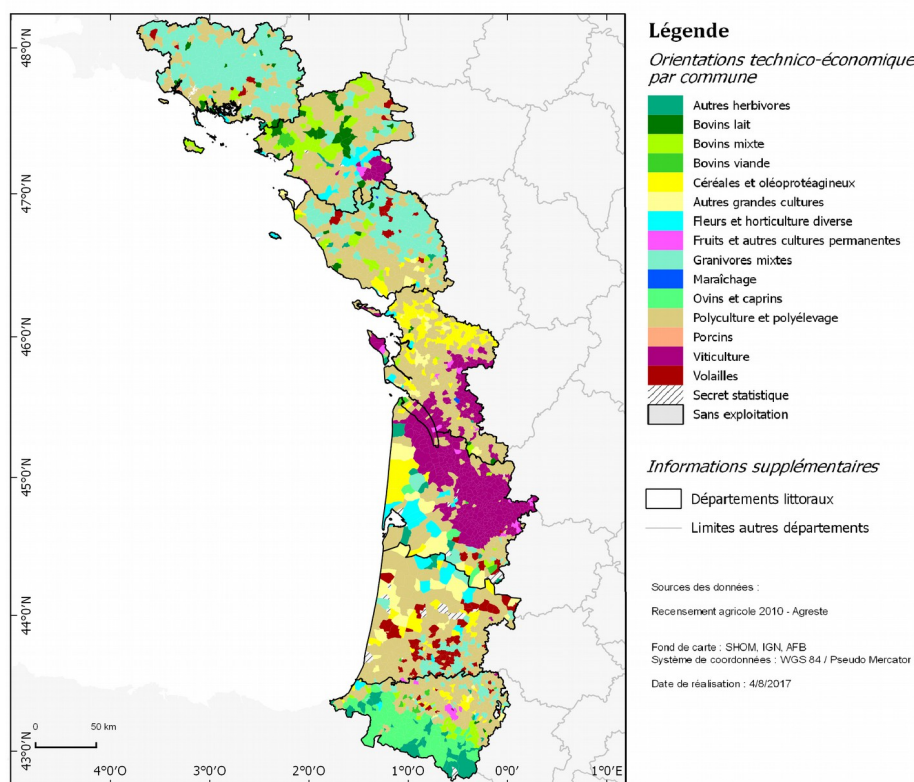 Légende
Orientations technico-économique
par commune
Autres herbivores
Bovins lait
Bovins mixte
Bovins viande
Céréales et oléoprotéagineux
Autres grandes cultures
Fleurs et horticulture diverse
Fruits et autres cultures permanentes
Granivores mixtes
Maraîchage
Ovins et caprins
Polyculture et polyélevage
Porcins
Viticulture
Volailles
Secret statistique
Sans exploitation
Informations supplémentaires
Départements littoraux
Limites autres départements
Sources des données :
Recensement agricole 2010 - Agreste
Fond de carte : SHOM, IGN, AFB
Système de coordonnées : WGS 84 / Pseudo Mercator
Date de réalisation : 4/8/2017
48°0'N
47°0'N
46°0'N
45°0'N
44°0'N
43°0'N
0 50 km
4°0'O 3°0'O 2°0'O 1°0'O 0°0'O 1°0'E